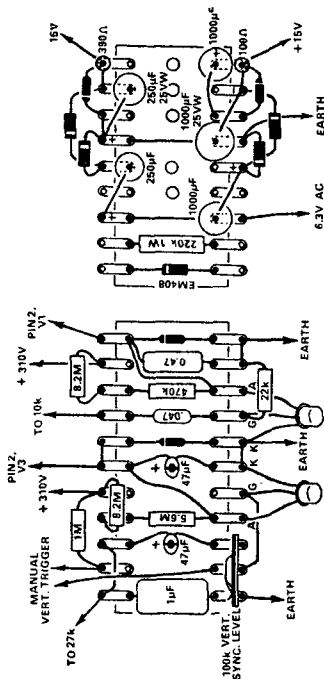 16V
390Ω
250µF
25VW
1000µF
100Ω
+15V
250µF
1000µF
25VW
1000µF
EARTH
6.3V AC
220k 1W
EM408
PIN 2,
V1
+ 310V
8.2M
TO 10k
PIN 2,
V3
+ 310V
8.2M
1M
MANUAL
VERT. TRIGGER
TO 27k
0.47
470k
.047
47µF
5.6M
47µF
1µF
22k
A
G
K
K
G
A
EARTH
EARTH
EARTH
100k VERT.
SYNC. LEVEL